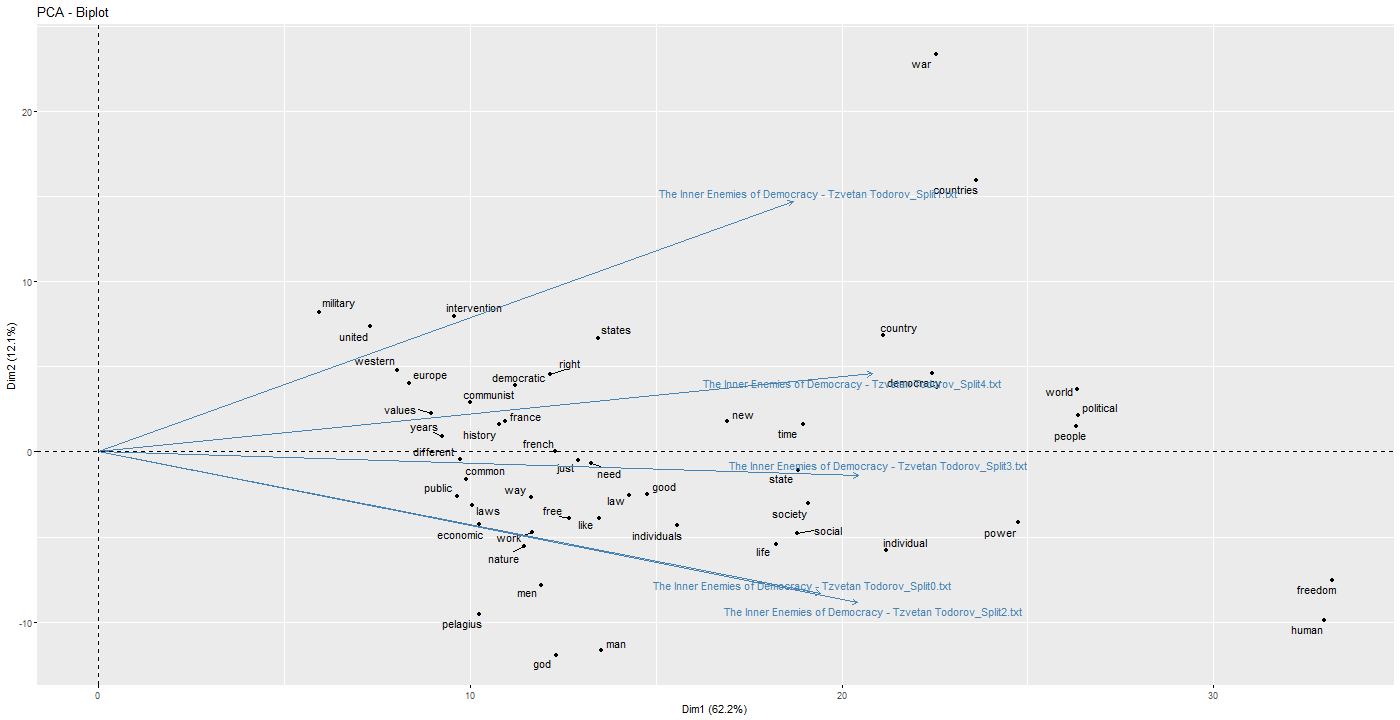 PCA - Biplot
war
20
countries
The Inner Enemies of Democracy - Tzvetan Todorov_Split1.txt
10
military
intervention
united
states
country
western
right
europe
democratic
democracy
The Inner Enemies of Democracy - Tzvetan Todorov_Split4.txt
world
communist
values
political
france
new
years
history
time
people
french
0
different
just
need
The Inner Enemies of Democracy - Tzvetan Todorov_Split3.txt
common
state
public
way
good
law
laws
free
like
society
economic
work
individuals
social
power
nature
life
individual
men
The Inner Enemies of Democracy - Tzvetan Todorov_Split0.txt
freedom
The Inner Enemies of Democracy - Tzvetan Todorov_Split2.txt
-10
pelagius
human
man
god
0
10
20
30
Dim1 (62.2%)
Dim2 (12.1%)